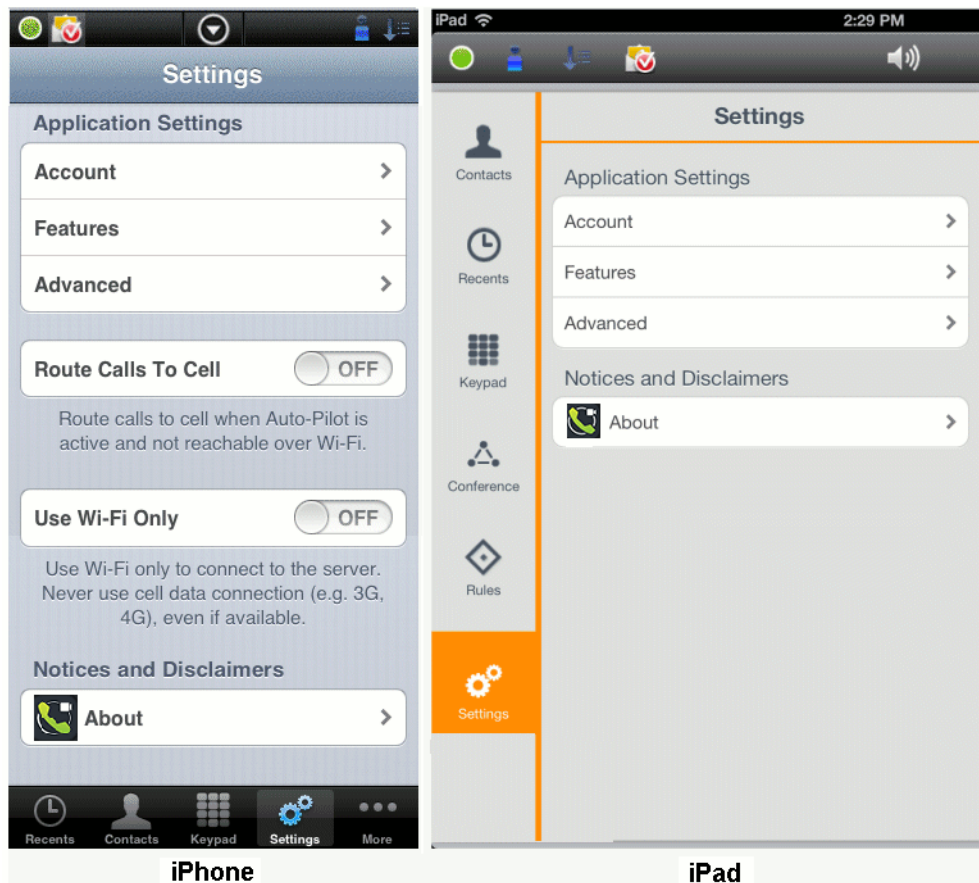 Settings
Application Settings
Account
Features
Advanced
Route Calls To Cell
OFF
Route calls to cell when Auto-Pilot is
active and not reachable over Wi-Fi.
Use Wi-Fi Only
OFF
Use Wi-Fi only to connect to the server.
Never use cell data connection (e.g. 3G,
4G), even if available.
Notices and Disclaimers
About
Recents
Contacts
Keypad
Settings
More
iPhone
iPad
2:29 PM
Contacts
Recents
Keypad
Conference
Rules
Settings
Settings
Application Settings
Account
Features
Advanced
Notices and Disclaimers
About
iPad